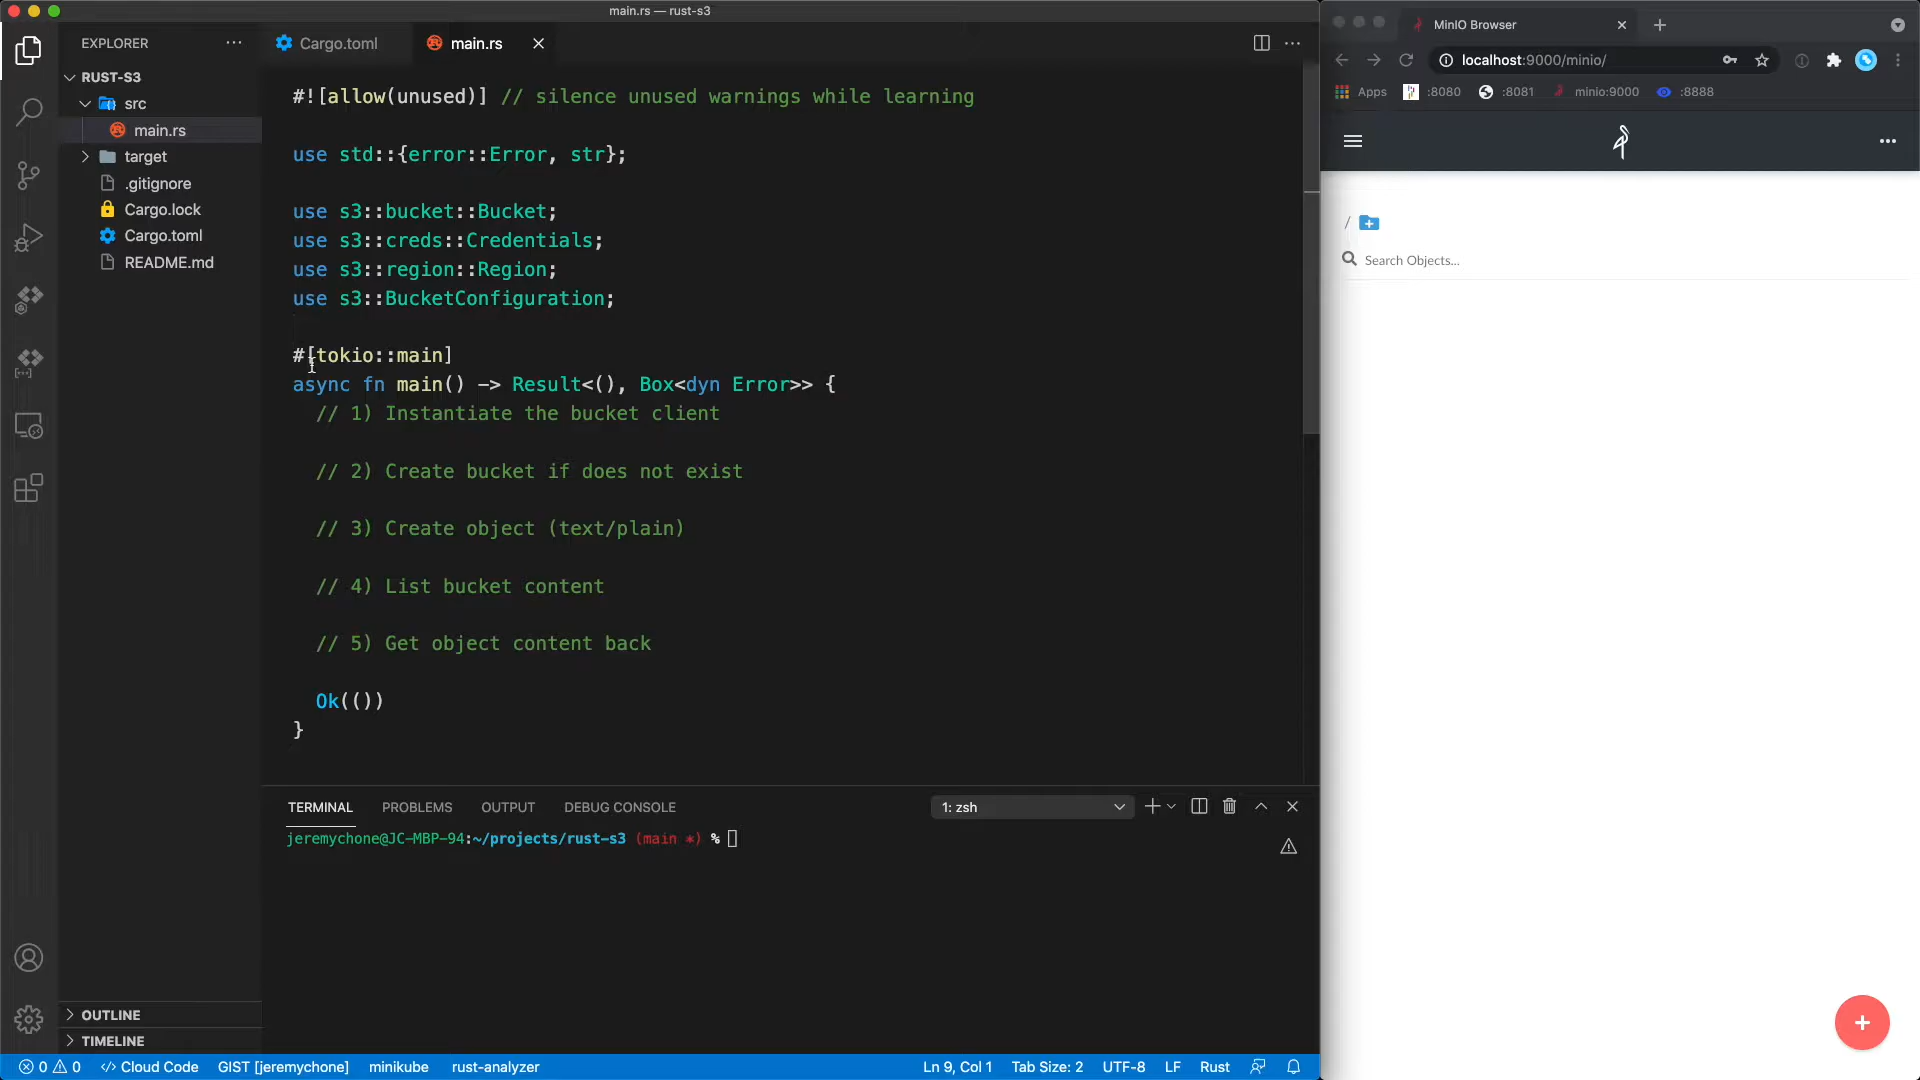 main.rs — rust-s3
EXPLORER
RUST-S3
src
main.rs
target
.gitignore
Cargo.lock
Cargo.toml
README.md
OUTLINE
TIMELINE
Cargo.toml
main.rs
#![allow(unused)] // silence unused warnings while learning
use std::{error::Error, str};
use s3::bucket::Bucket;
use s3::creds::Credentials;
use s3::region::Region;
use s3::BucketConfiguration;
#[tokio::main]
async fn main() -> Result<(), Box<dyn Error>> {
// 1) Instantiate the bucket client
// 2) Create bucket if does not exist
// 3) Create object (text/plain)
// 4) List bucket content
// 5) Get object content back
Ok(())
}
TERMINAL PROBLEMS OUTPUT DEBUG CONSOLE 1: zsh
jeremychone@JC-MBP-94:~/projects/rust-s3 (main *) %
0 0 Cloud Code GIST [jeremychone] minikube rust-analyzer Ln 9, Col 1 Tab Size: 2 UTF-8 LF Rust
MinIO Browser
localhost:9000/minio/
Apps :8080 :8081 minio:9000 :8888
/
Search Objects...